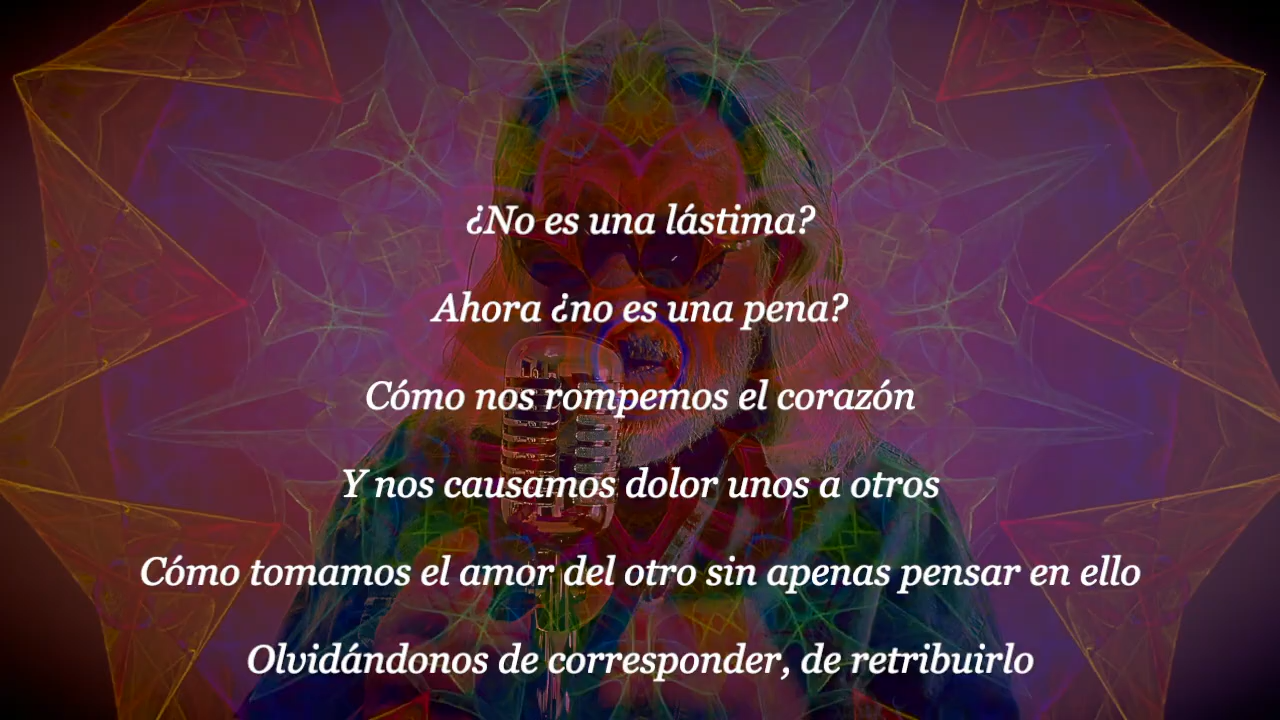 ¿No es una lástima?
Ahora ¿no es una pena?
Cómo nos rompemos el corazón
Y nos causamos dolor unos a otros
Cómo tomamos el amor del otro sin apenas pensar en ello
Olvidándonos de corresponder, de retribuirlo